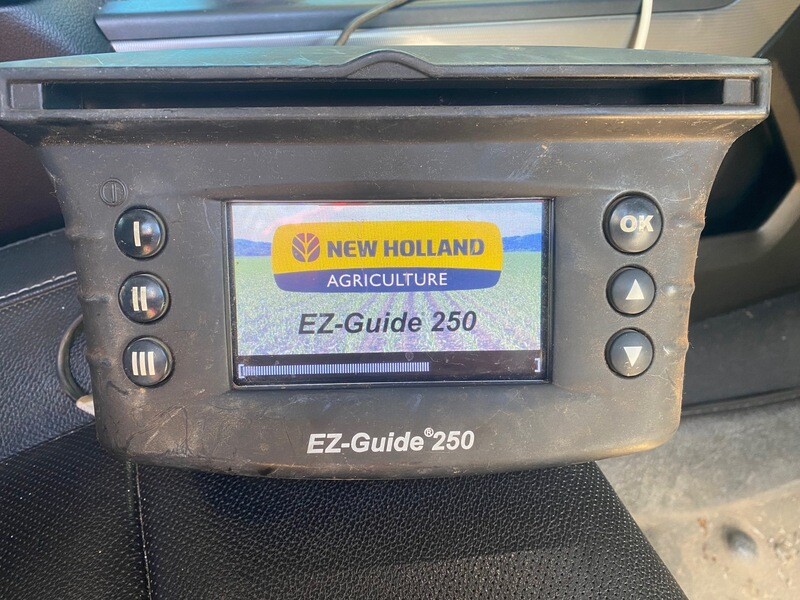 I
II
III
NEW HOLLAND
AGRICULTURE
EZ-Guide 250
OK
EZ-Guide® 250